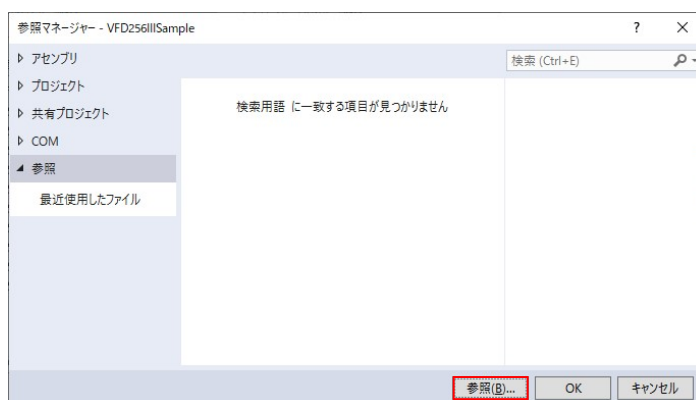 参照マネージャー - VFD256IIISample
? ×
アセンブリ
検索 (Ctrl+E)
プロジェクト
共有プロジェクト
COM
参照
最近使用したファイル
検索用語 に一致する項目が見つかりません
参照(B)...
OK
キャンセル